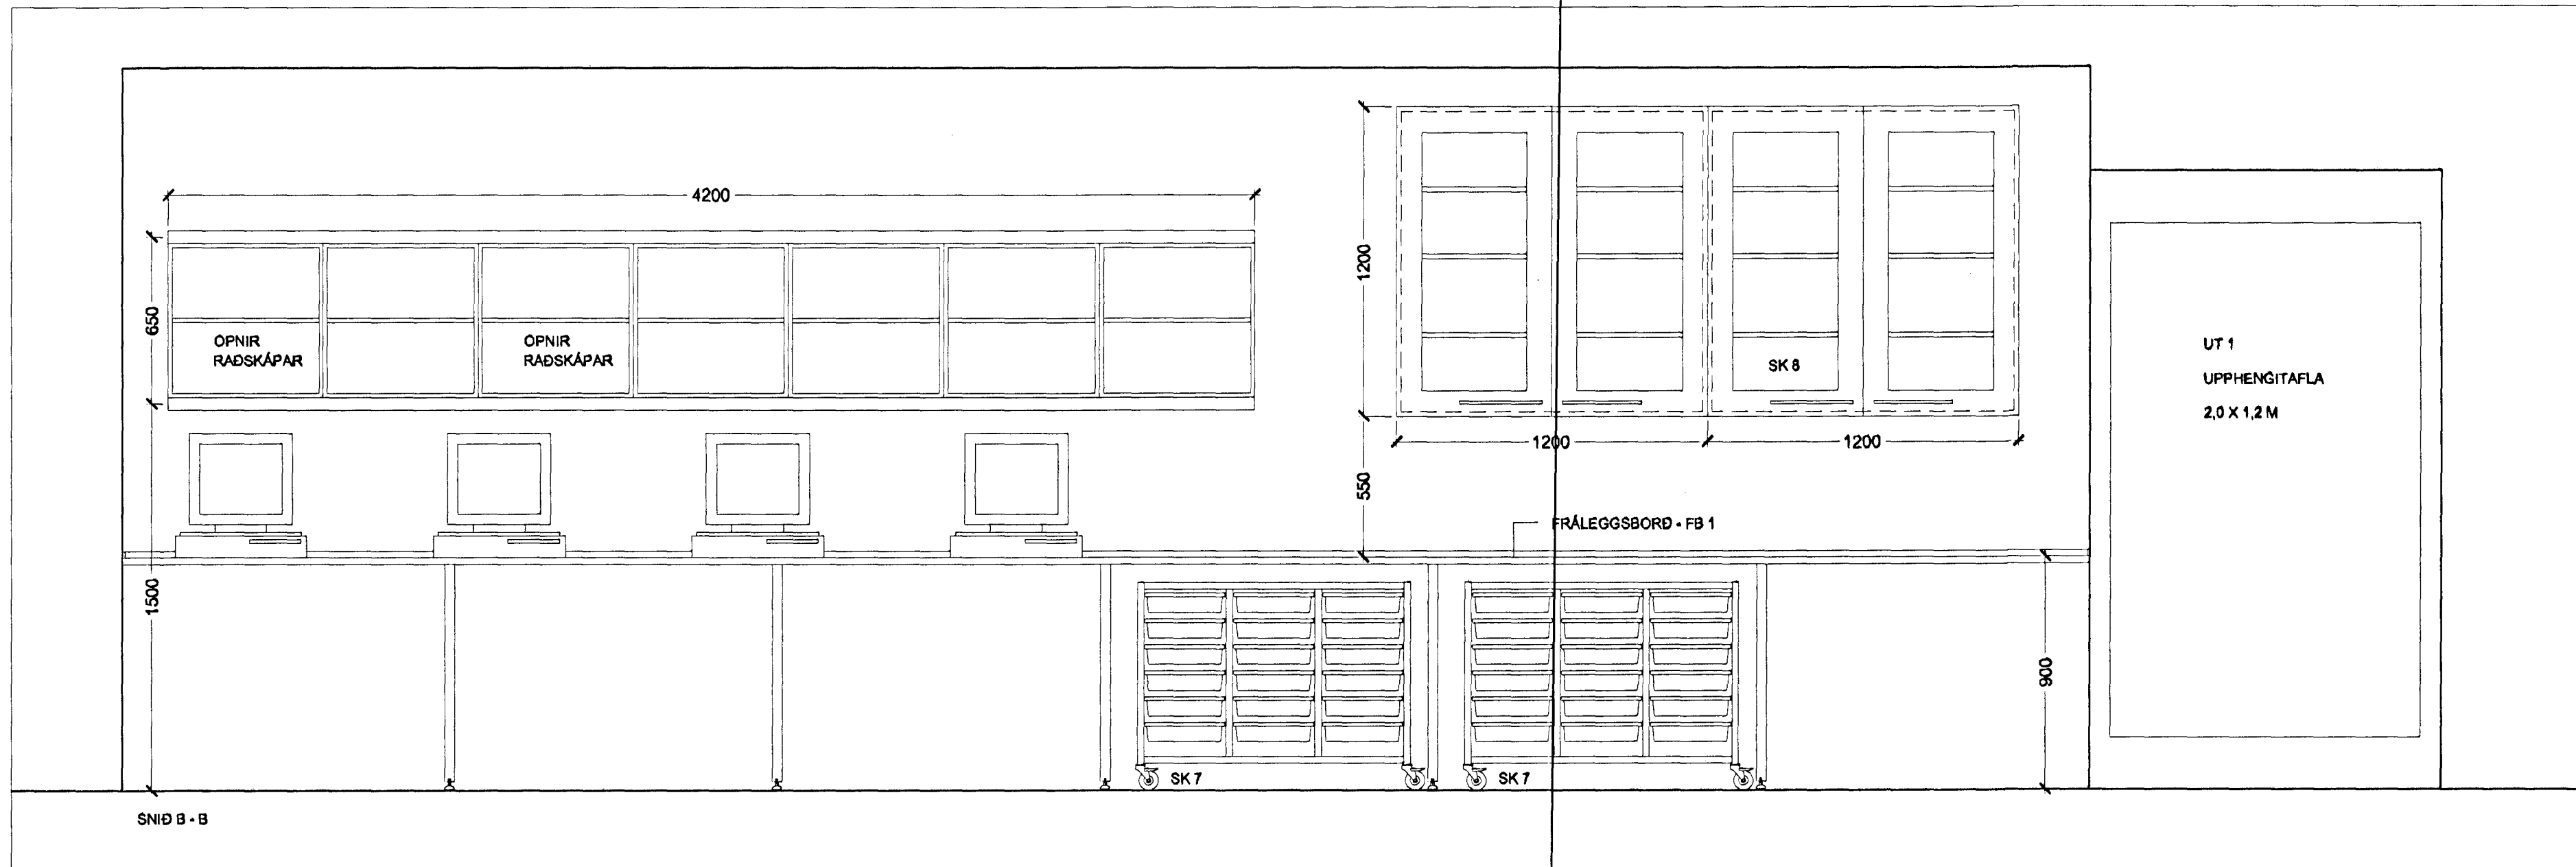 4200
1200
650
OPNIR
RAÐSKÁPAR
OPNIR
RAÐSKÁPAR
SK 8
UT 1
UPPHENGITAFLA
2,0 X 1,2 M
1200
1200
550
FRÁLEGGSBORÐ - FB 1
1500
900
SK 7
SK 7
SNIÐ B - B